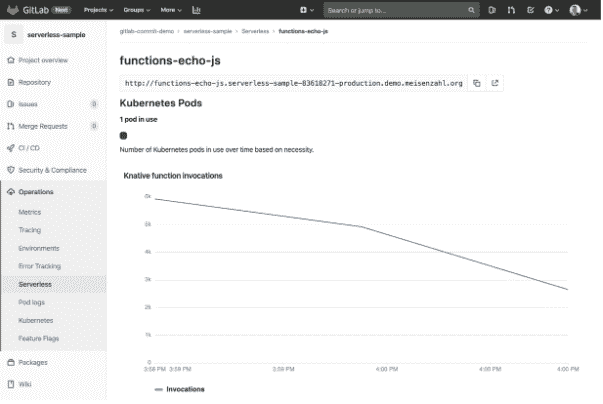 GitLab Next Projects Groups More Search or jump to...
S serverless-sample
gitlab-commit-demo > serverless-sample > Serverless > functions-echo-js
Project overview
Repository
Issues 0
Merge Requests 0
CI / CD
Security & Compliance
Operations
Metrics
Tracing
Environments
Error Tracking
Serverless
Pod logs
Kubernetes
Feature Flags
Packages
Wiki
functions-echo-js
http://functions-echo-js.serverless-sample-83618271-production.demo.meisenzahl.org
Kubernetes Pods
1 pod in use
Number of Kubernetes pods in use over time based on necessity.
Knative function invocations
6k
5k
4k
3k
2k
1k
0
3:58 PM 3:59 PM 3:59 PM 4:00 PM 4:00 PM 4:00 PM
Invocations